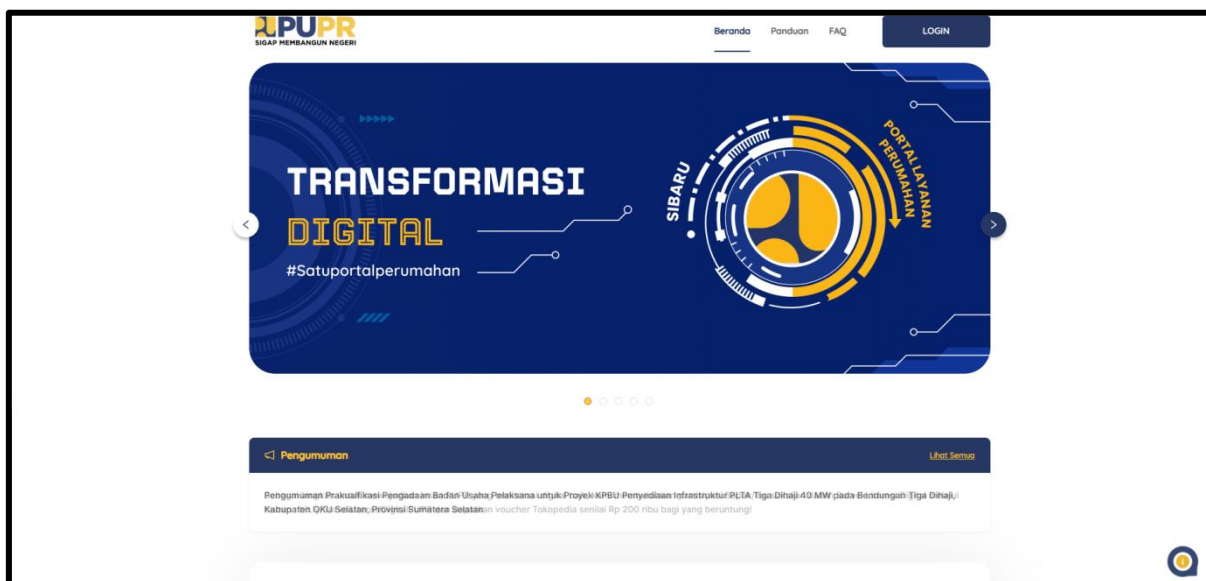 PUPR
SIGAP MEMBANGUN NEGERI
Beranda Panduan FAQ LOGIN
TRANSFORMASI
DIGITAL
#Satuportalperumahan
SIBARU
PORTAL LAYANAN
PERUMAHAN
Pengumuman Lihat Semua
Pengumuman Prakualifikasi Pengadaan Badan Usaha Pelaksana untuk Proyek KPBU Penyediaan Infrastruktur PLTA Tiga Dihaji 40 MW pada Bendungan Tiga Dihaji,
Kabupaten OKU Selatan, Provinsi Sumatera Selatan
voucher Tokopedia senilai Rp 200 ribu bagi yang beruntung!